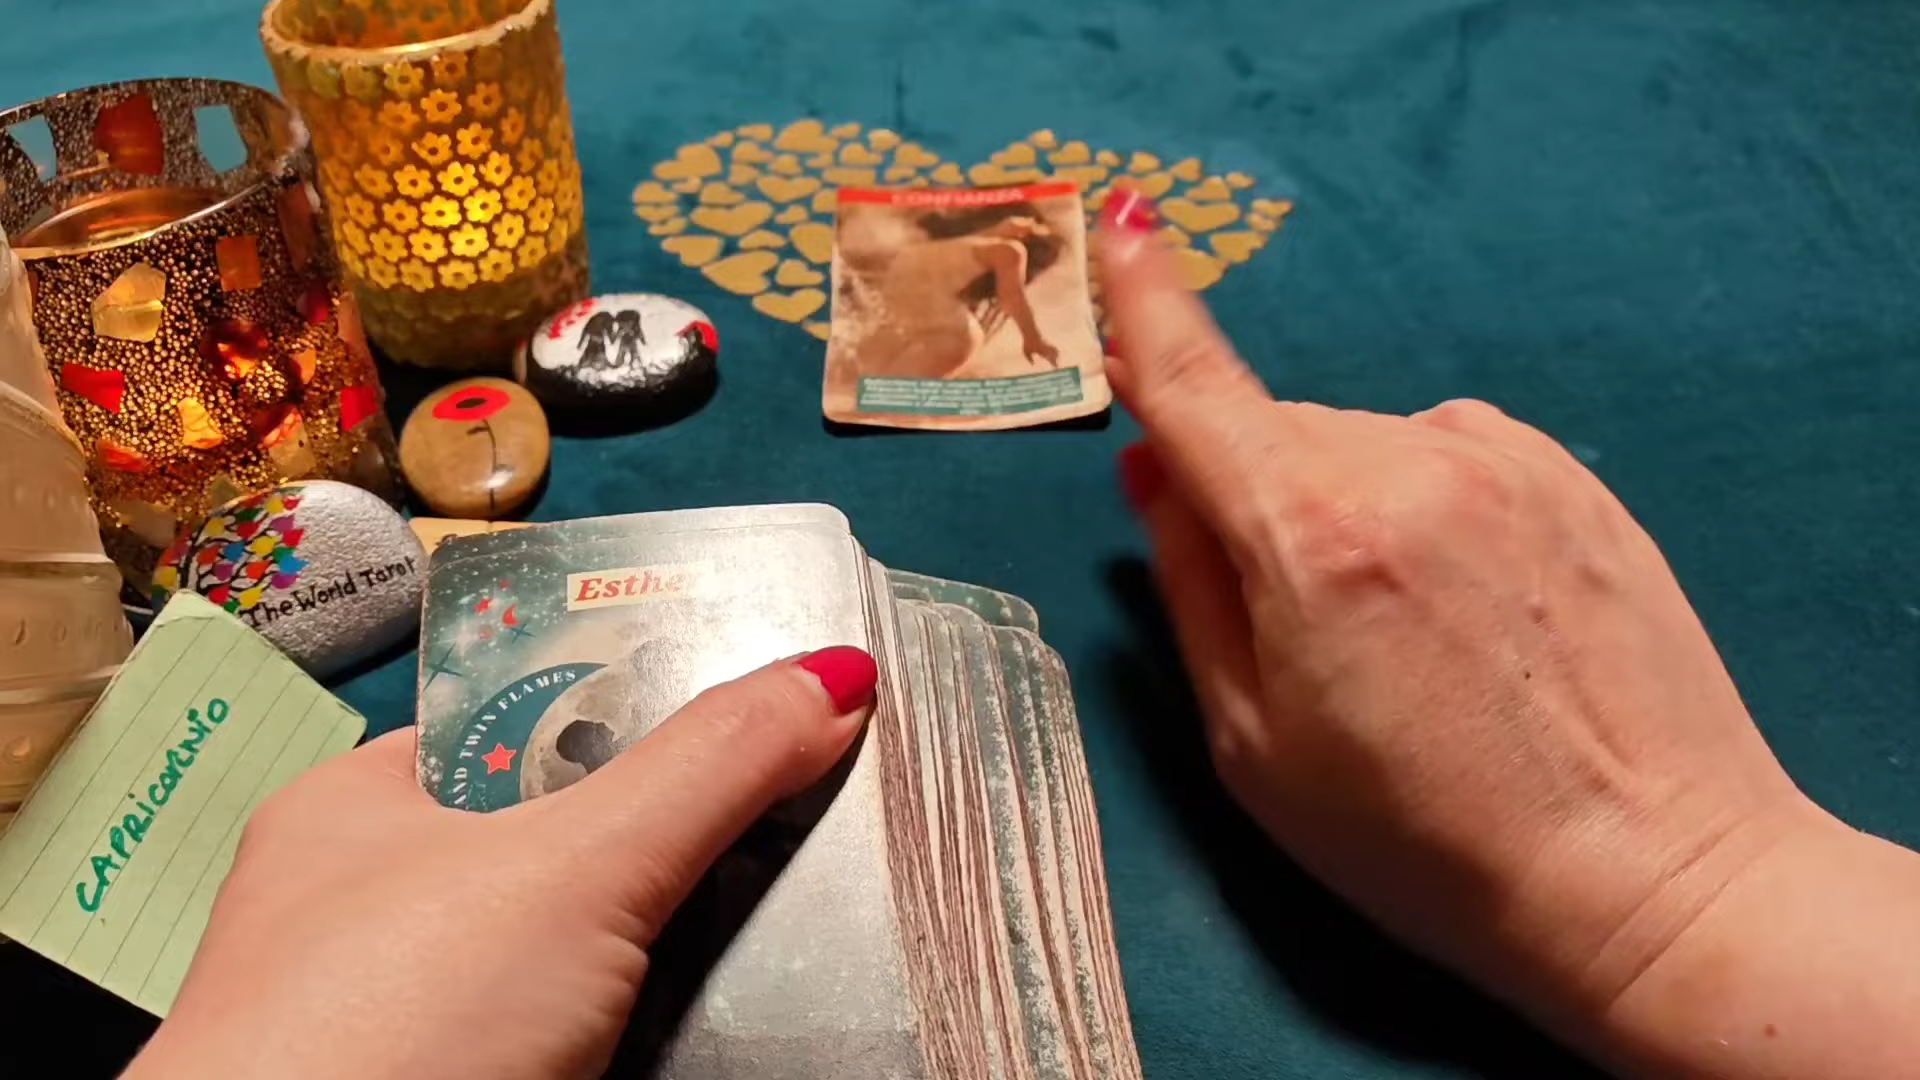 CONFIANZA
The World Tarot
Esther
AND TWIN FLAMES
CAPRICORNIO